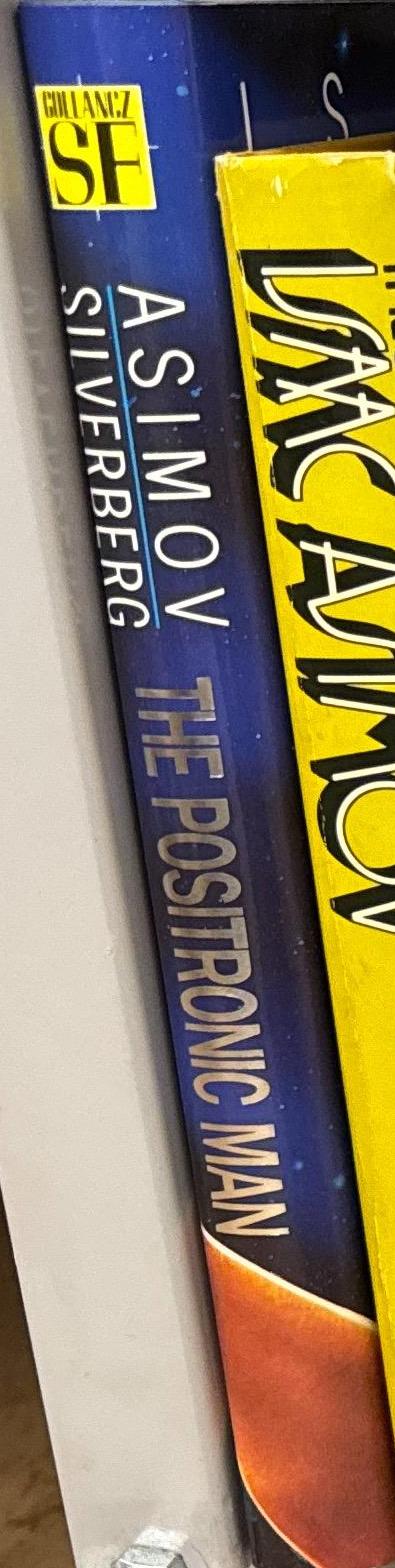 GOLLANCZ
SF
ASIMOV
SILVERBERG
THE POSITRONIC MAN
ISAAC ASIMOV